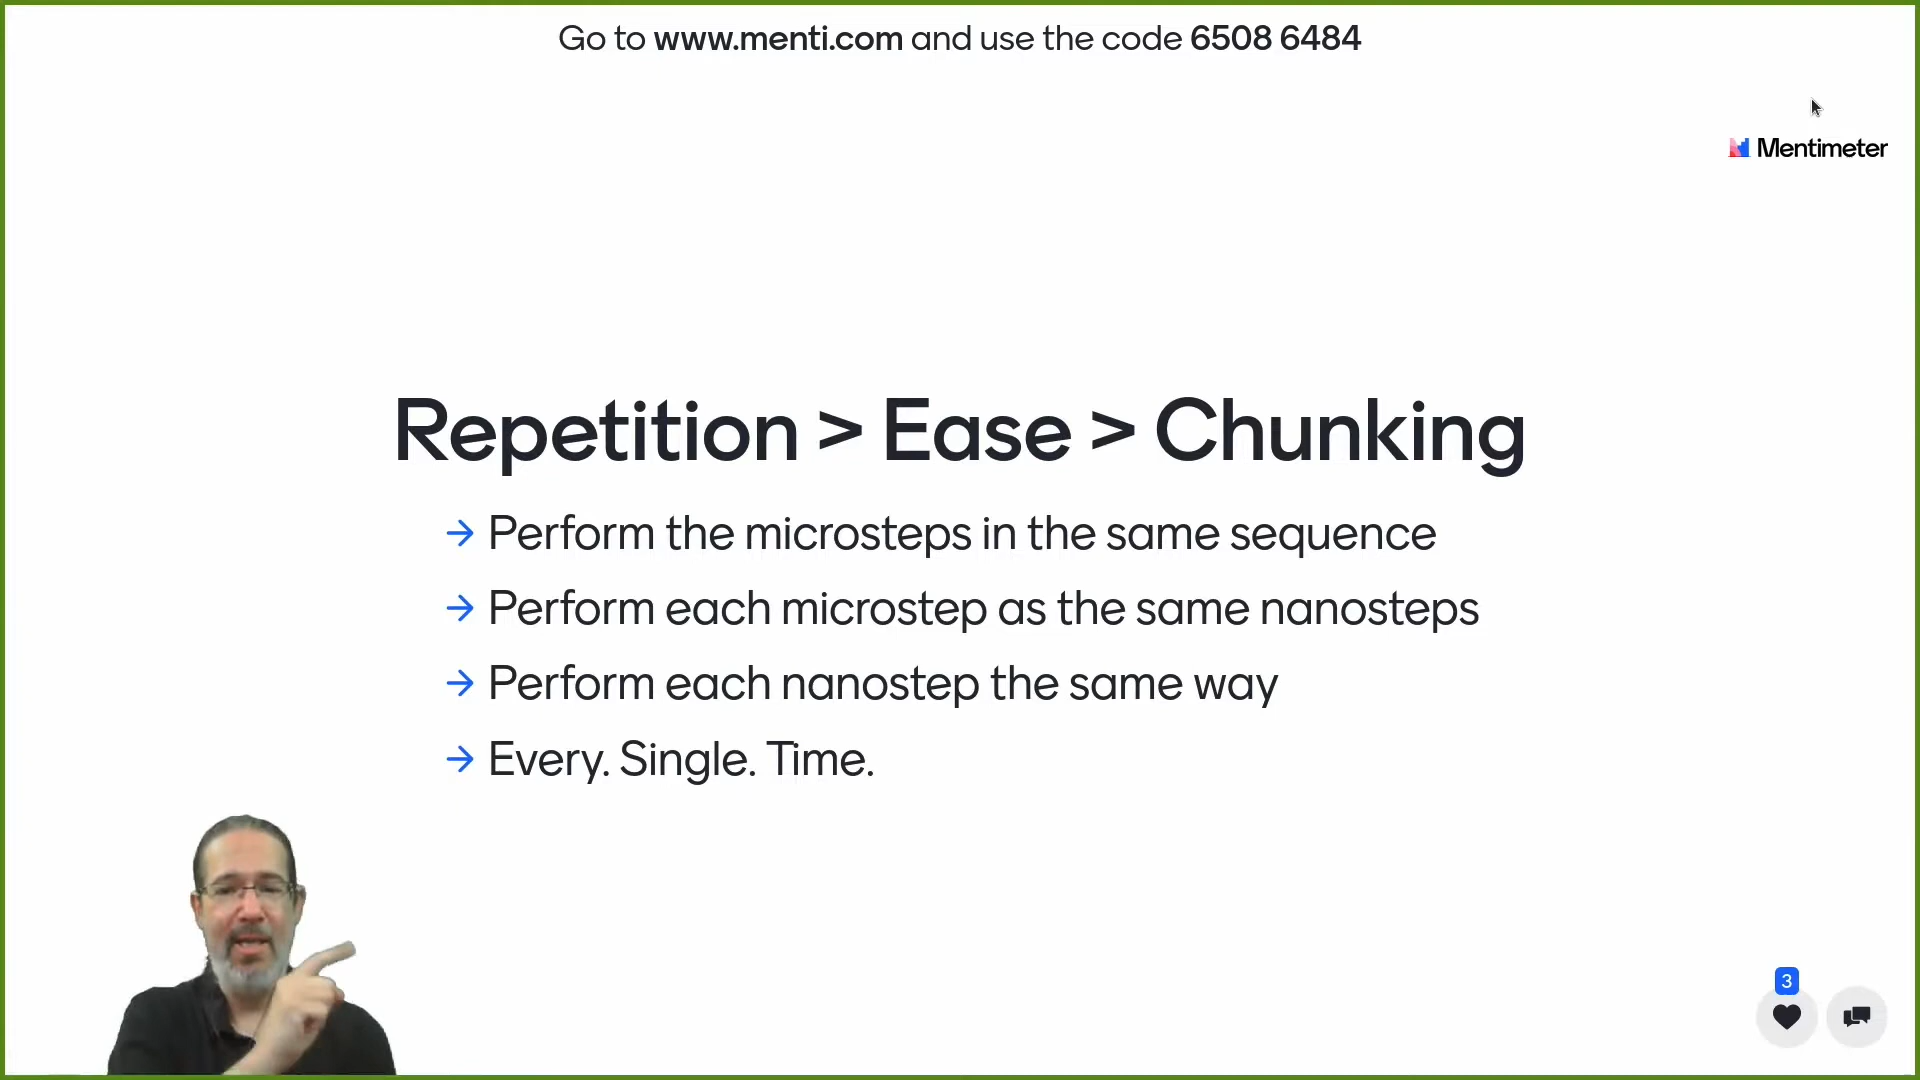 Go to www.menti.com and use the code 6508 6484
Mentimeter
Repetition > Ease > Chunking
→ Perform the microsteps in the same sequence
→ Perform each microstep as the same nanosteps
→ Perform each nanostep the same way
→ Every. Single. Time.
3